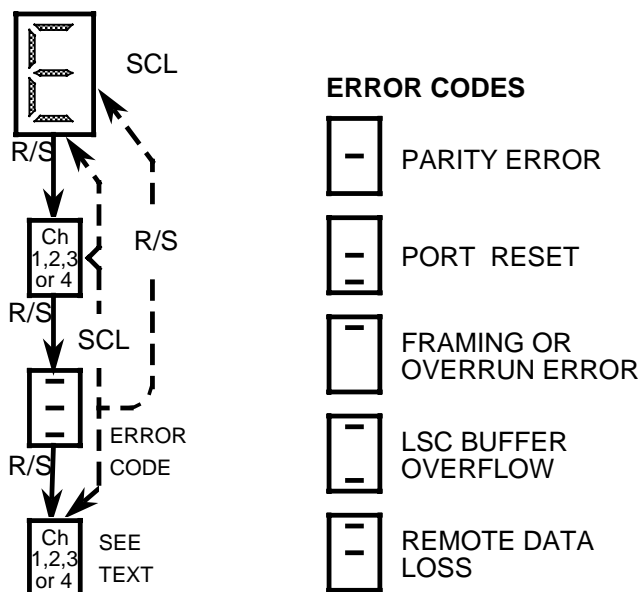 SCL
R/S
Ch
1,2,3
or 4
R/S
R/S
SCL
ERROR
CODE
R/S
Ch
1,2,3
or 4
SEE
TEXT
ERROR CODES
PARITY ERROR
PORT RESET
FRAMING OR
OVERRUN ERROR
LSC BUFFER
OVERFLOW
REMOTE DATA
LOSS